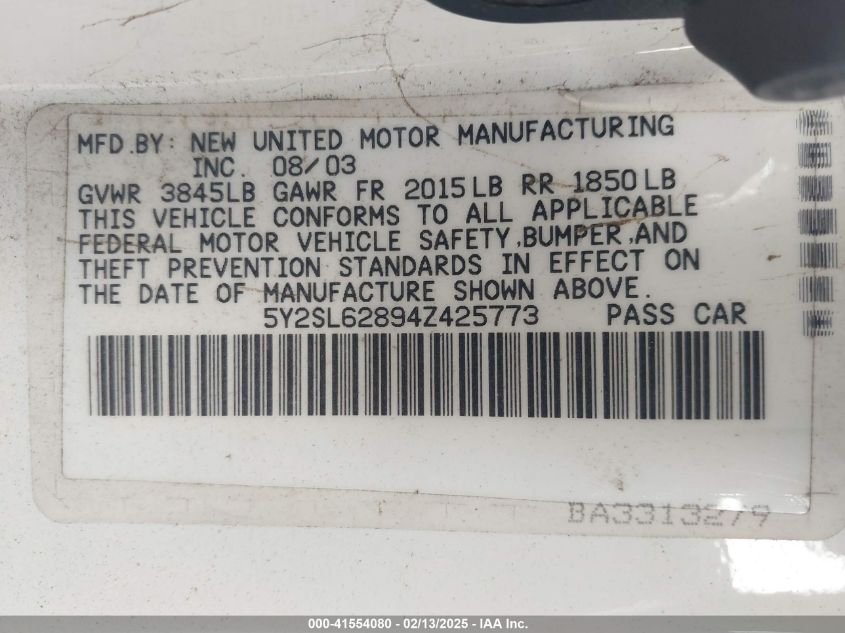 MFD.BY: NEW UNITED MOTOR MANUFACTURING
INC. 08/03
GVWR 3845LB GAWR FR 2015LB RR 1850LB
THIS VEHICLE CONFORMS TO ALL APPLICABLE
FEDERAL MOTOR VEHICLE SAFETY,BUMPER,AND
THEFT PREVENTION STANDARDS IN EFFECT ON
THE DATE OF MANUFACTURE SHOWN ABOVE.
5Y2SL62894Z425773 PASS CAR
BA3313279
000-41554080 - 02/13/2025 - IAA Inc.